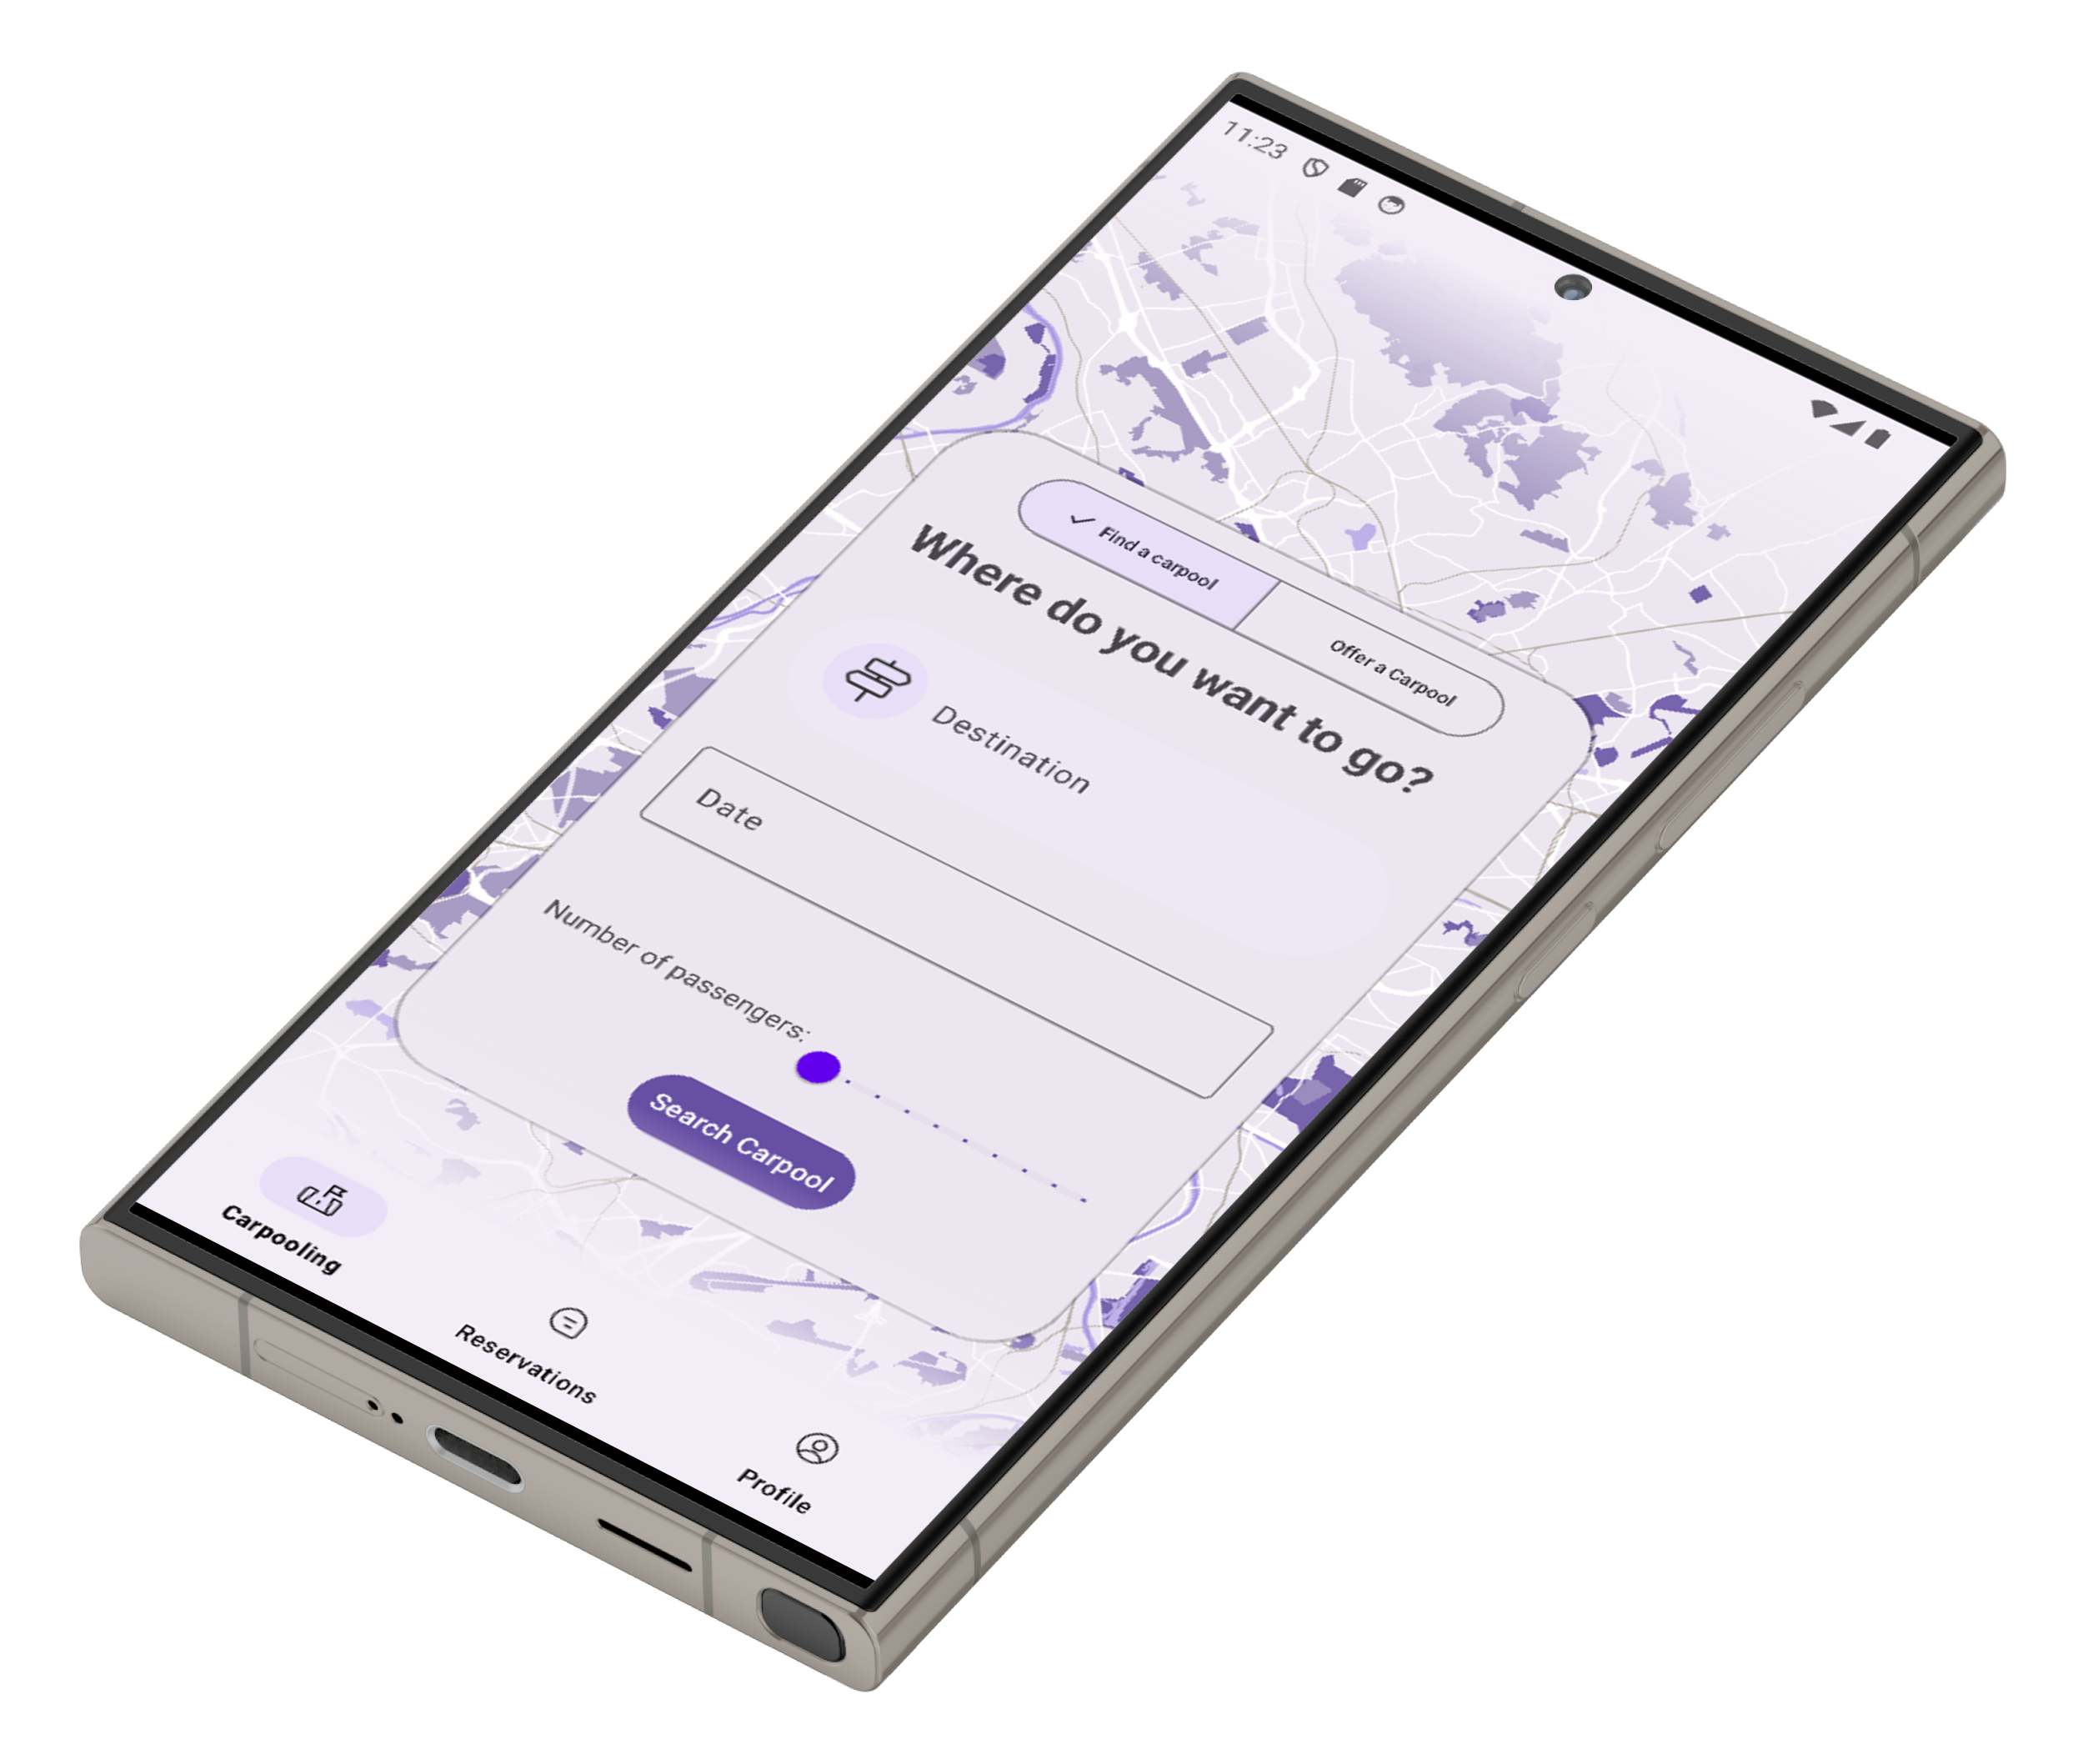 11:23
Find a carpool
Offer a Carpool
Where do you want to go?
Destination
Date
Number of passengers:
Search Carpool
Carpooling
Reservations
Profile